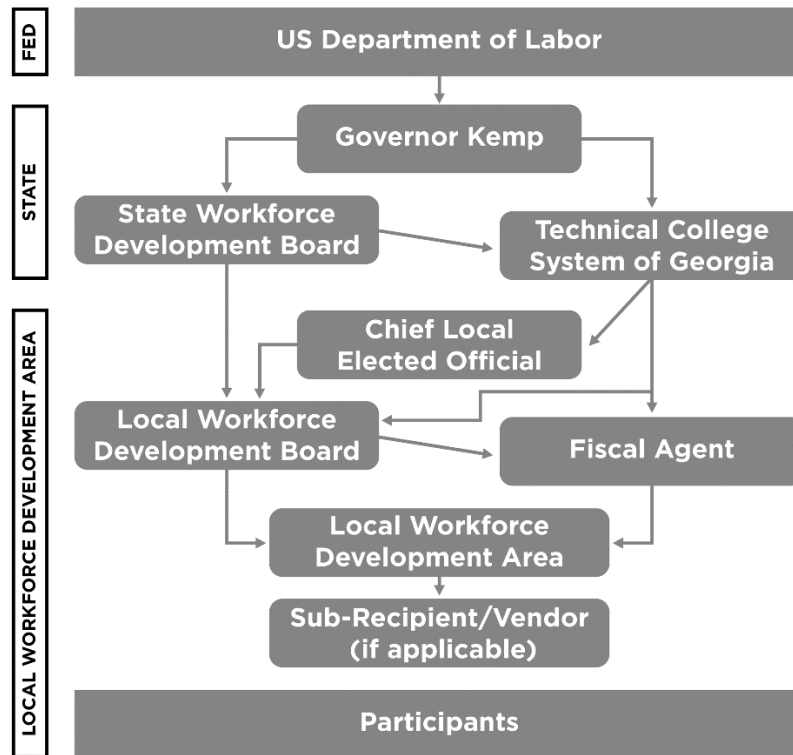 FED
US Department of Labor
STATE
Governor Kemp
State Workforce
Development Board
Technical College
System of Georgia
LOCAL WORKFORCE DEVELOPMENT AREA
Chief Local
Elected Official
Local Workforce
Development Board
Fiscal Agent
Local Workforce
Development Area
Sub-Recipient/Vendor
(if applicable)
Participants